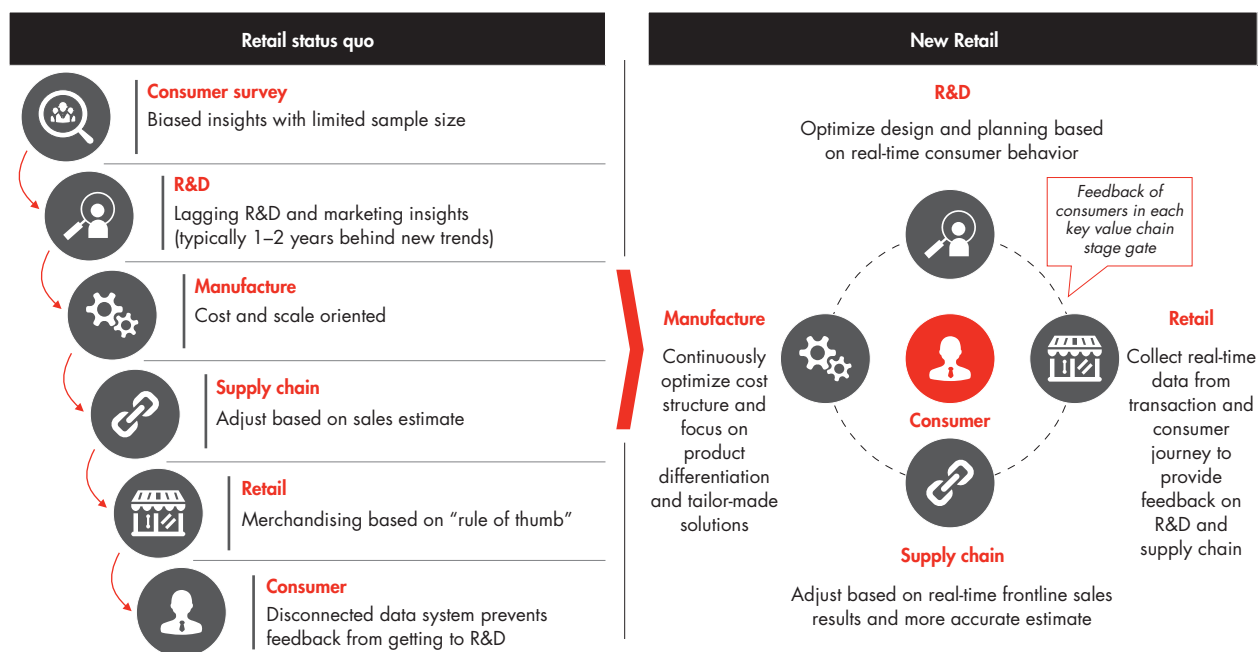 Retail status quo
Consumer survey
Biased insights with limited sample size
R&D
Lagging R&D and marketing insights
(typically 1–2 years behind new trends)
Manufacture
Cost and scale oriented
Supply chain
Adjust based on sales estimate
Retail
Merchandising based on “rule of thumb”
Consumer
Disconnected data system prevents
feedback from getting to R&D
New Retail
R&D
Optimize design and planning based
on real-time consumer behavior
Feedback of
consumers in each
key value chain
stage gate
Manufacture
Continuously
optimize cost
structure and
focus on
product
differentiation
and tailor-made
solutions
Consumer
Retail
Collect real-time
data from
transaction and
consumer
journey to
provide
feedback on
R&D and
supply chain
Supply chain
Adjust based on real-time frontline sales
results and more accurate estimate